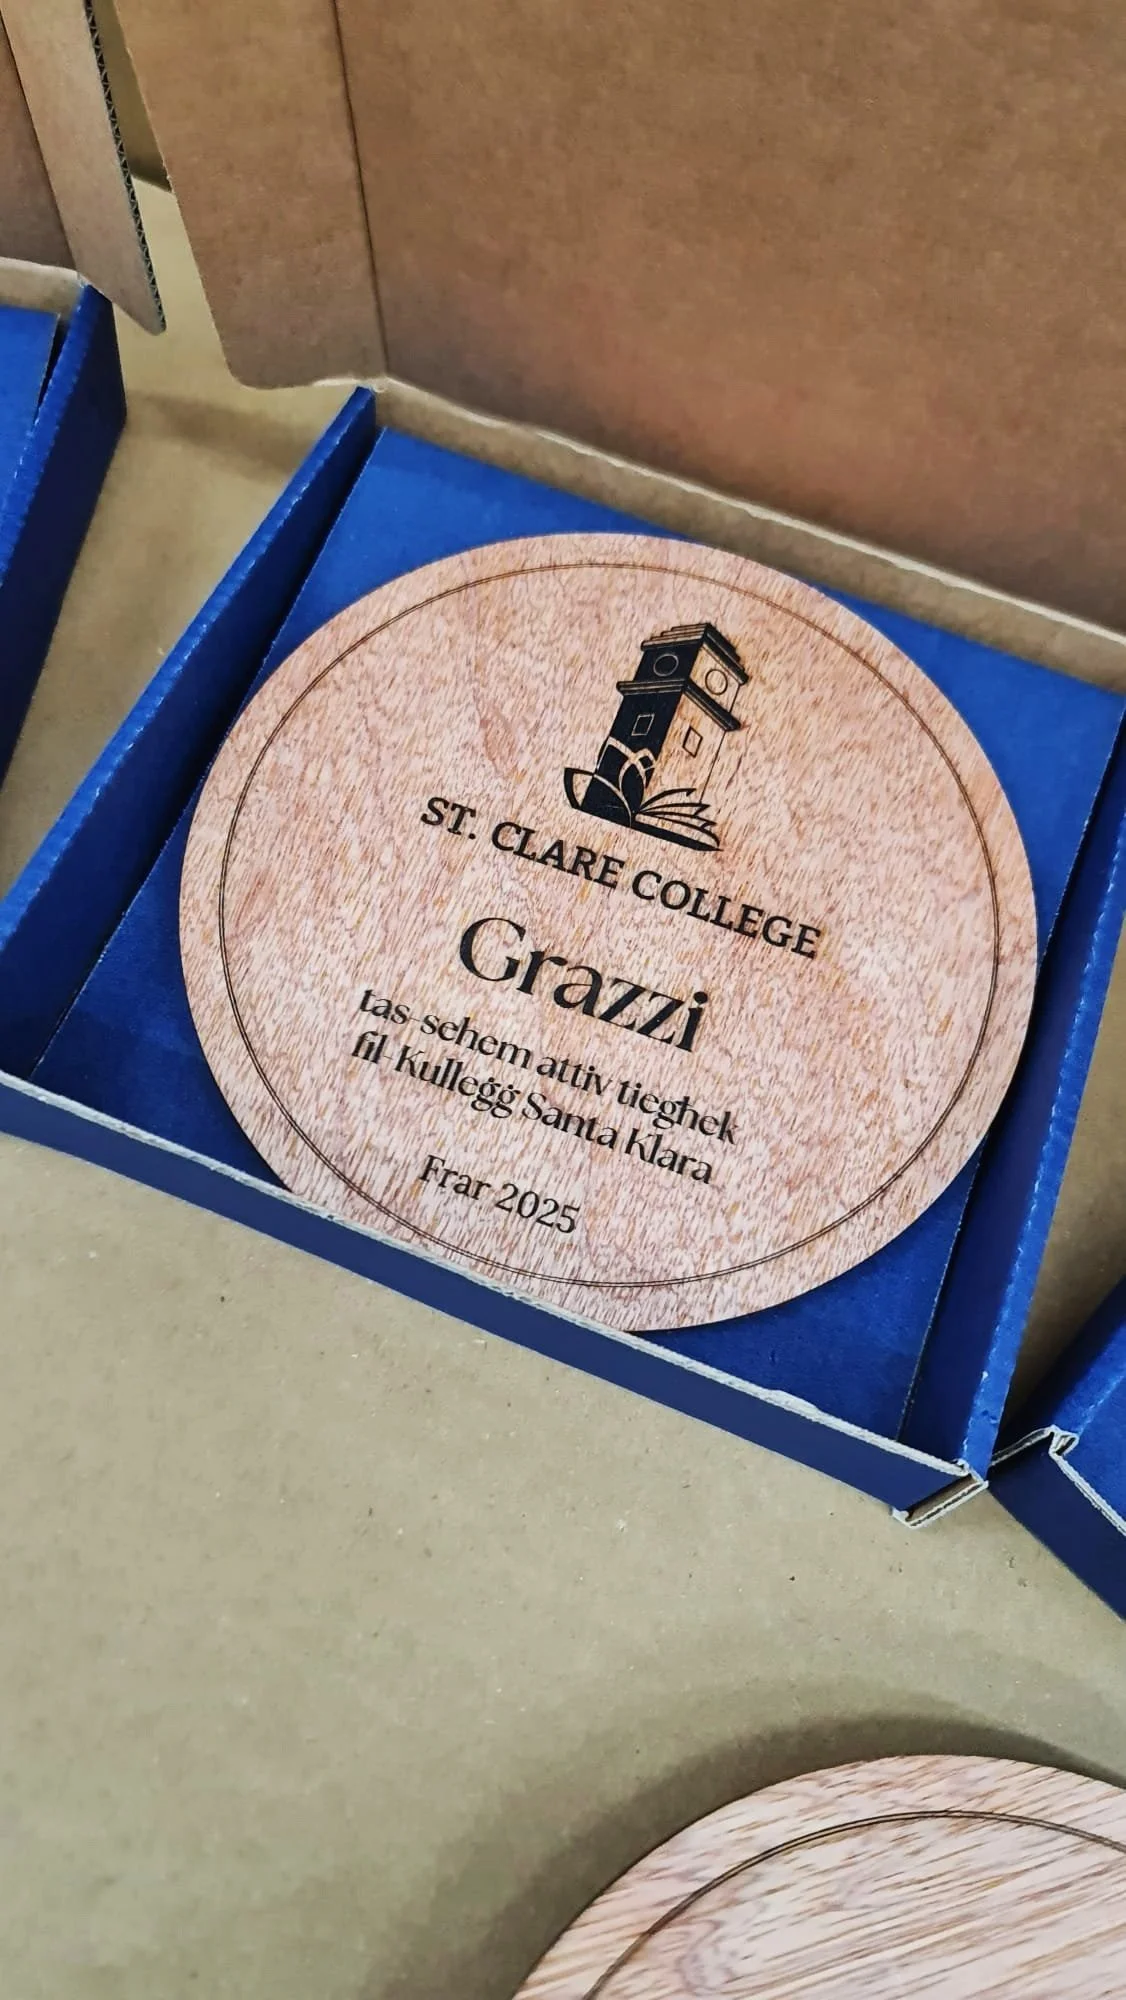 ST. CLARE COLLEGE
Grazzi
tas-sehem attiv tiegħek
fil-Kulleġġ Santa Klara
Frar 2025